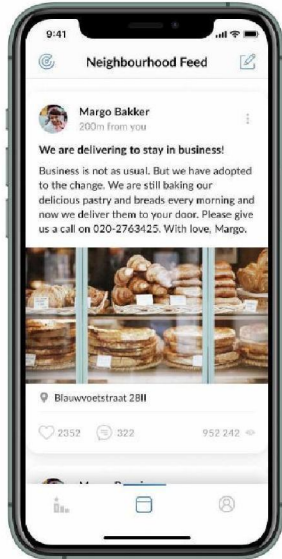 9:41
Neighbourhood Feed
Margo Bakker
200m from you
We are delivering to stay in business!
Business is not as usual. But we have adopted
to the change. We are still baking our
delicious pastry and breads every morning and
now we deliver them to your door. Please give
us a call on 020-2763425. With love, Margo.
Blauwvoetstraat 28II
2352
322
952 242